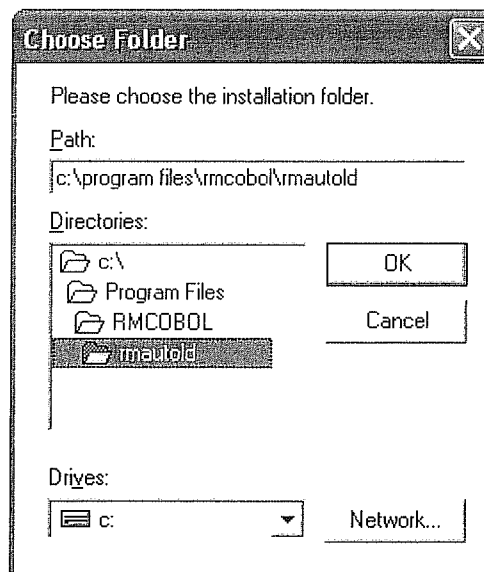 Choose Folder
Please choose the installation folder.
Path:
c:\program files\rmcobol\rmautold
Directories:
c:\
OK
Program Files
RMCOBOL
Cancel
rmautold
Drives:
c:
Network...